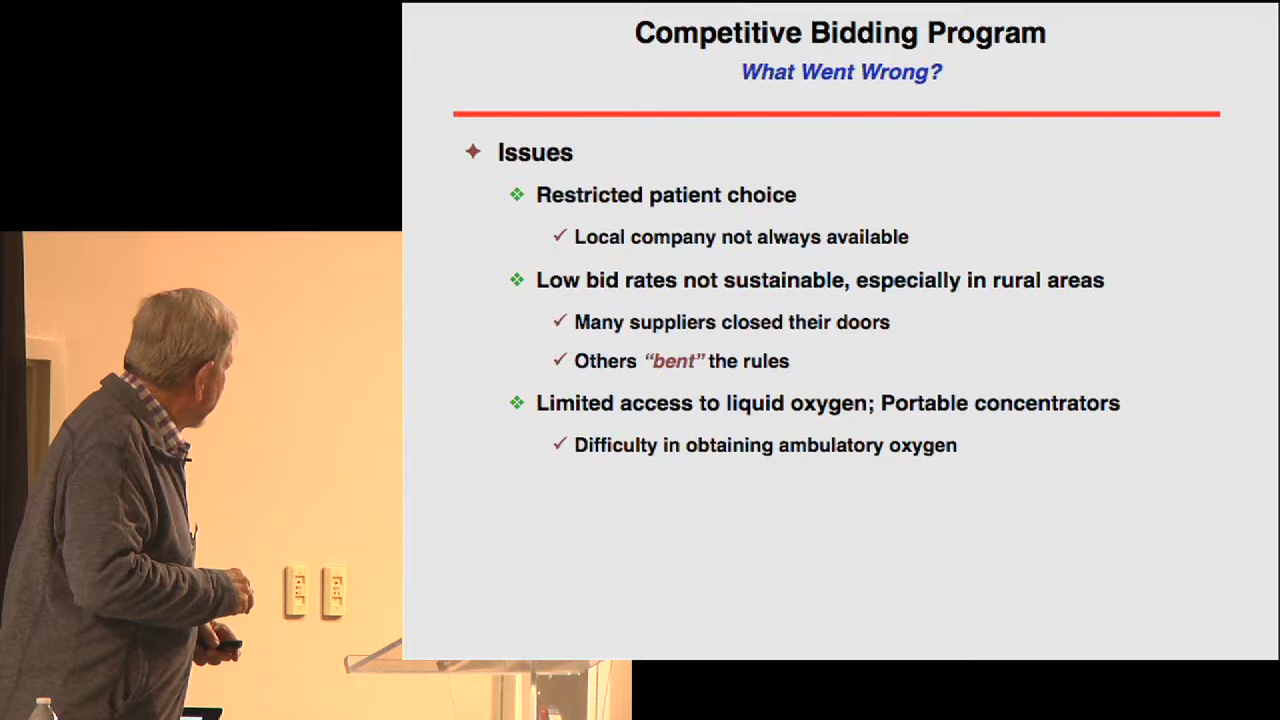 Competitive Bidding Program
What Went Wrong?
Issues
Restricted patient choice
Local company not always available
Low bid rates not sustainable, especially in rural areas
Many suppliers closed their doors
Others “bent” the rules
Limited access to liquid oxygen; Portable concentrators
Difficulty in obtaining ambulatory oxygen